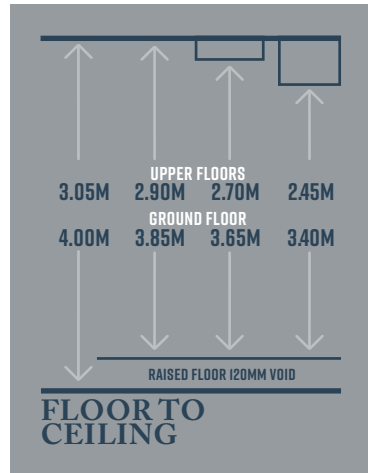 UPPER FLOORS
3.05M 2.90M 2.70M 2.45M
GROUND FLOOR
4.00M 3.85M 3.65M 3.40M
RAISED FLOOR 120MM VOID
FLOOR TO
CEILING